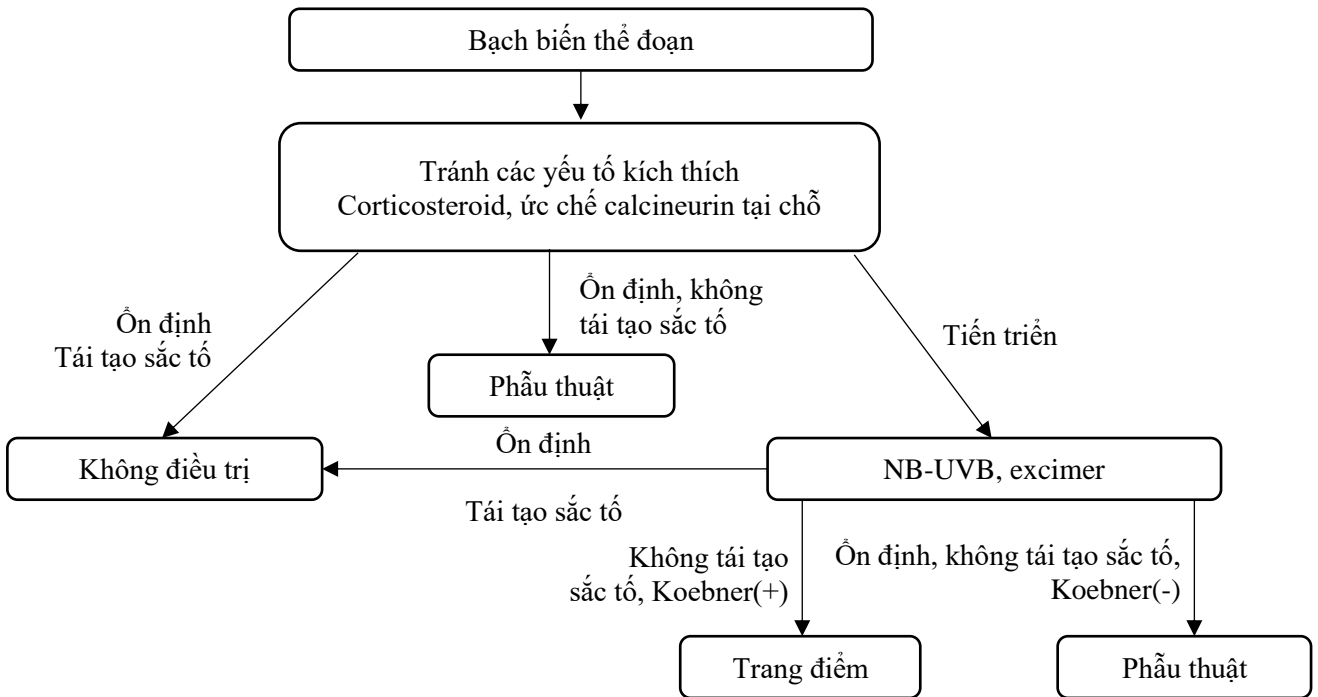 Bạch biến thể đoạn
Tránh các yếu tố kích thích
Corticosteroid, ức chế calcineurin tại chỗ
Ổn định
Tái tạo sắc tố
Ổn định, không
tái tạo sắc tố
Tiến triển
Phẫu thuật
Không điều trị
Ổn định
Tái tạo sắc tố
NB-UVB, excimer
Không tái tạo
sắc tố, Koebner(+)
Ổn định, không tái tạo sắc tố,
Koebner(-)
Trang điểm
Phẫu thuật